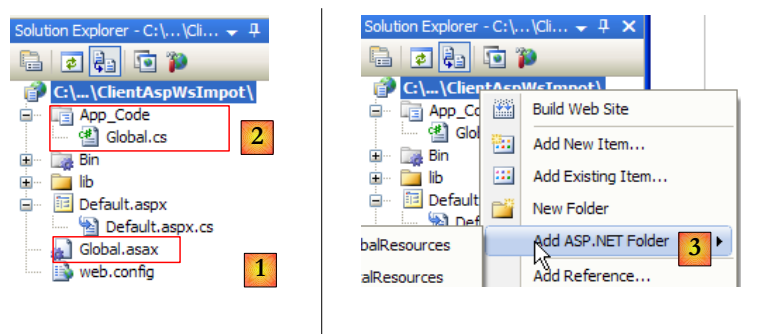 Solution Explorer - C:\...\Cli...
C:\...\ClientAspWsImpot\
App_Code
Global.cs
2
Bin
lib
Default.aspx
Default.aspx.cs
Global.asax
1
web.config
Solution Explorer - C:\...\Cli...
C:\...\ClientAspWsImpot\
App_Co
Glob
Bin
lib
Default
Def
balResources
alResources
Build Web Site
Add New Item...
Add Existing Item...
New Folder
Add ASP.NET Folder
3
Add Reference...